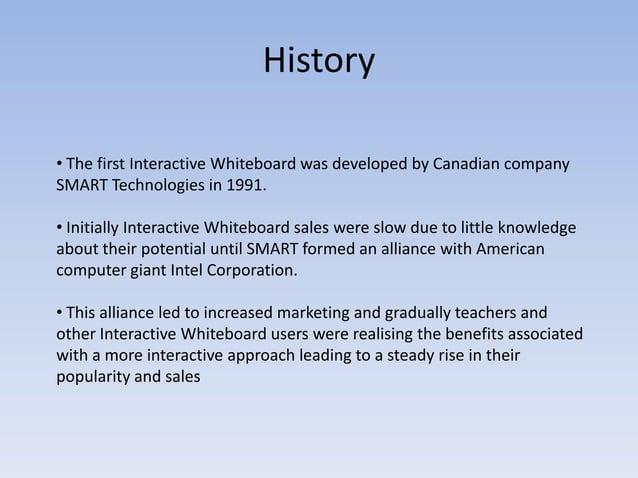 History
• The first Interactive Whiteboard was developed by Canadian company
SMART Technologies in 1991.
• Initially Interactive Whiteboard sales were slow due to little knowledge
about their potential until SMART formed an alliance with American
computer giant Intel Corporation.
• This alliance led to increased marketing and gradually teachers and
other Interactive Whiteboard users were realising the benefits associated
with a more interactive approach leading to a steady rise in their
popularity and sales